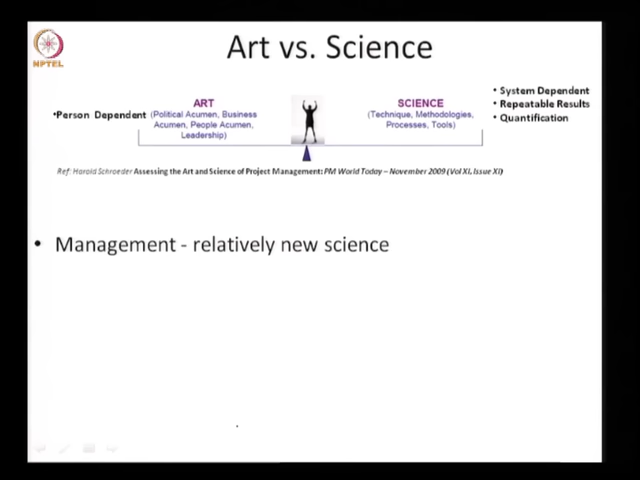 NPTEL
Art vs. Science
•Person Dependent
ART
(Political Acumen, Business
Acumen, People Acumen,
Leadership)
SCIENCE
(Technique, Methodologies,
Processes, Tools)
• System Dependent
• Repeatable Results
• Quantification
Ref: Harold Schroeder Assessing the Art and Science of Project Management: PM World Today – November 2009 (Vol XI, Issue XI)
• Management - relatively new science